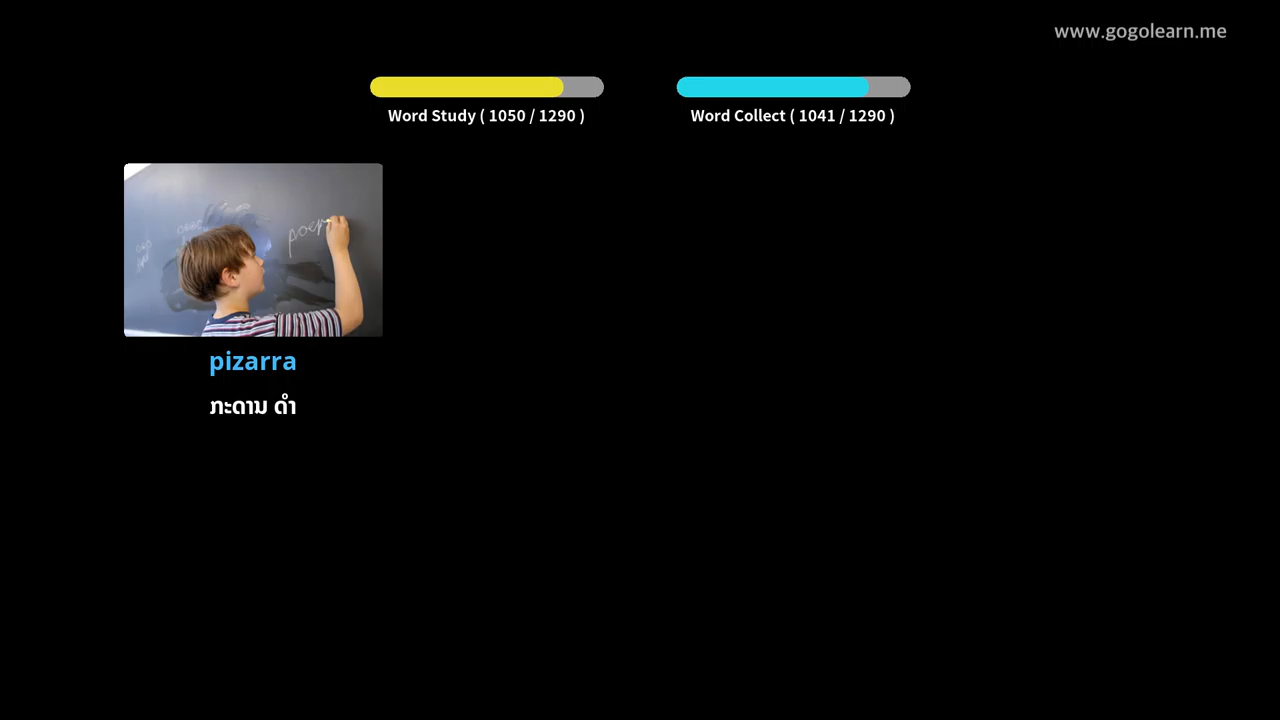 www.gogolearn.me
Word Study ( 1050 / 1290 )
Word Collect ( 1041 / 1290 )
poem
pizarra
ກະດານ ດຳ